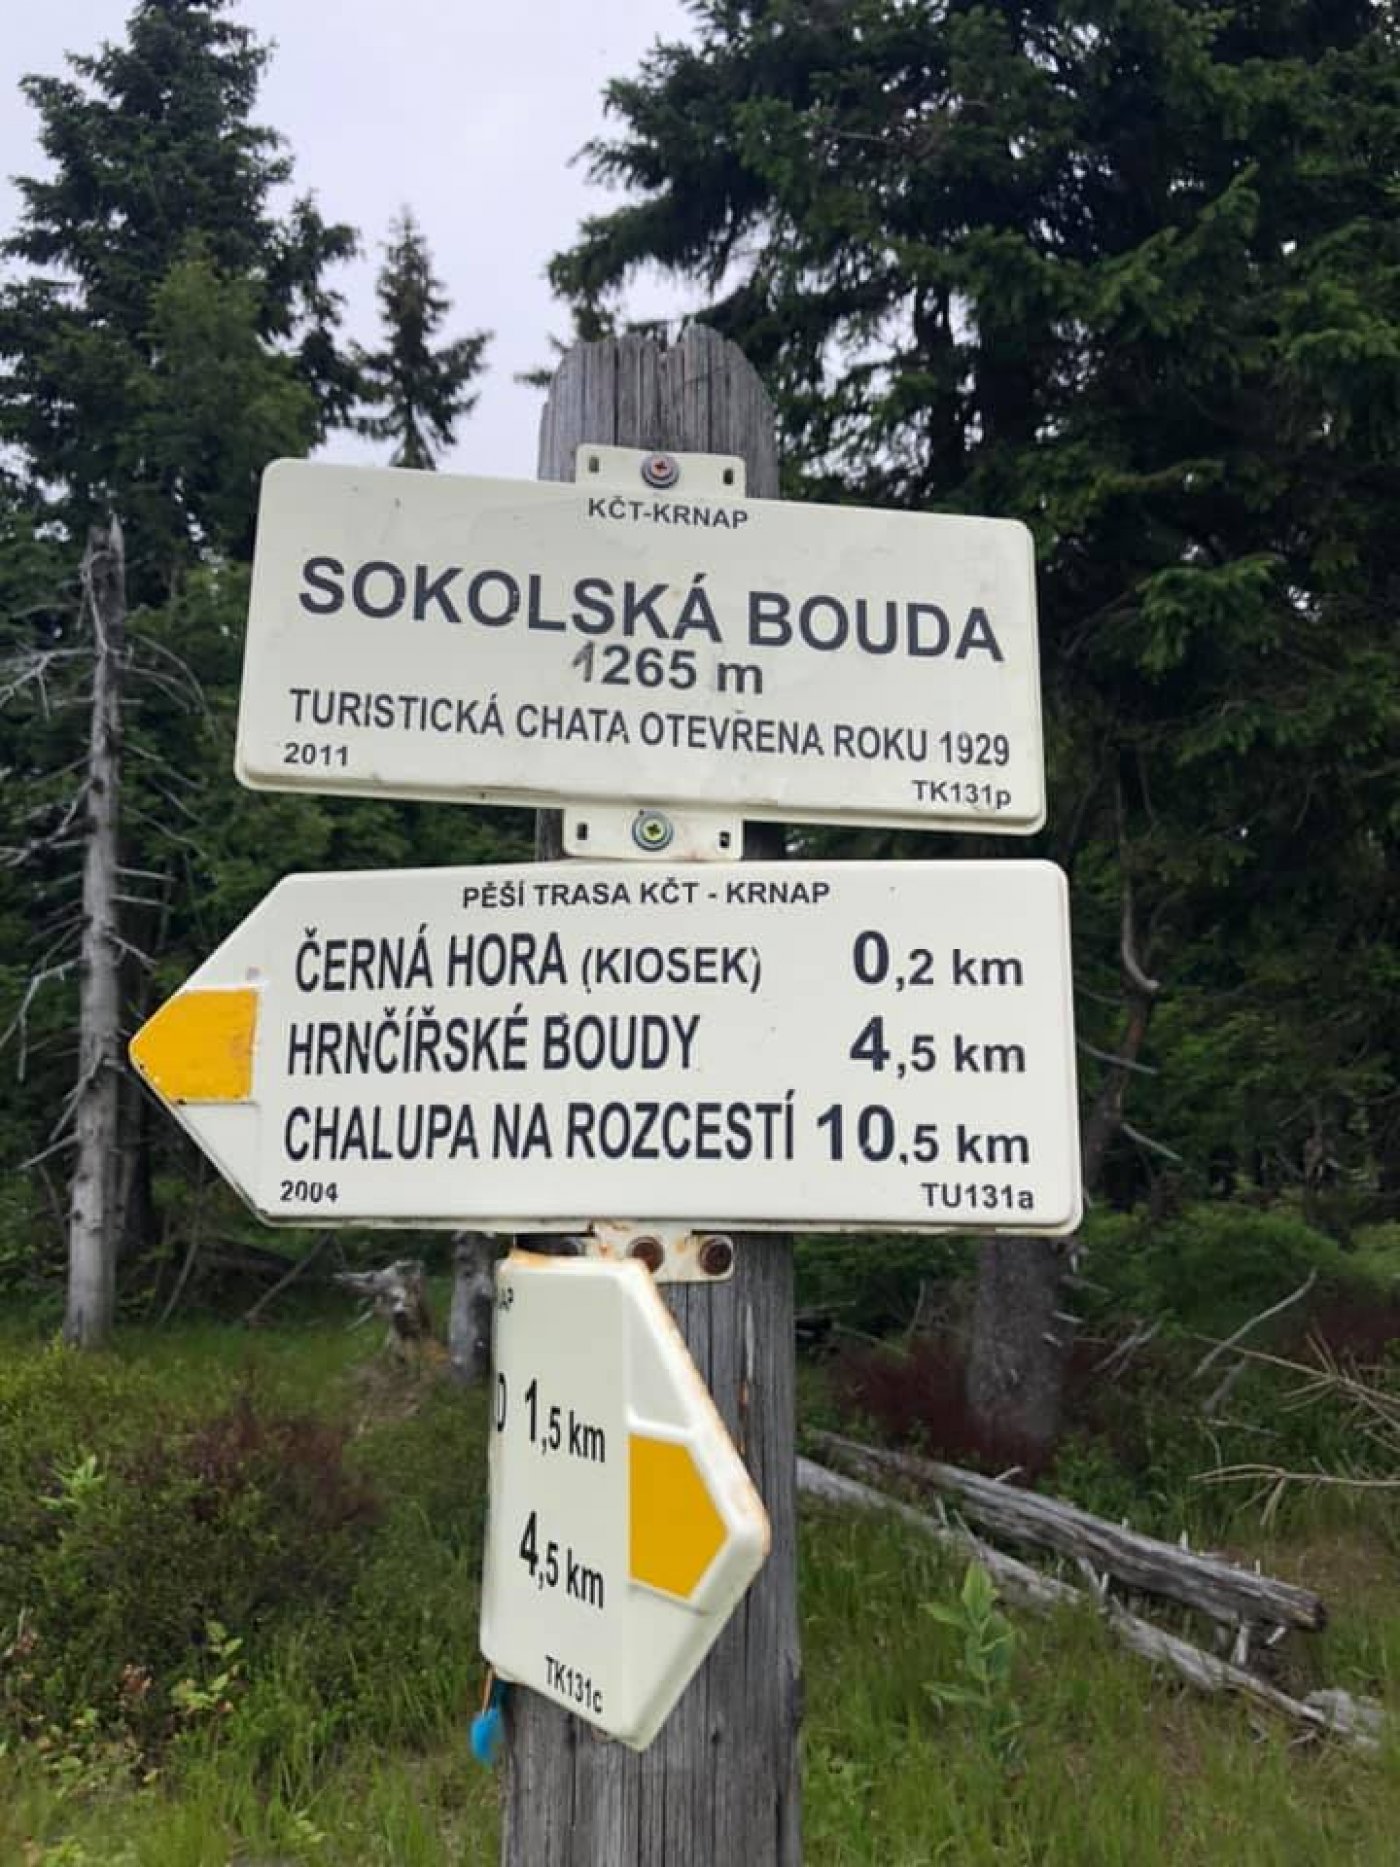 KČT-KRNAP
SOKOLSKÁ BOUDA
1265 m
TURISTICKÁ CHATA OTEVŘENA ROKU 1929
2011 TK131p
PĚŠÍ TRASA KČT - KRNAP
ČERNÁ HORA (KIOSEK) 0,2 km
HRNČÍŘSKÉ BOUDY 4,5 km
CHALUPA NA ROZCESTÍ 10,5 km
2004 TU131a
1,5 km
4,5 km
TK131c